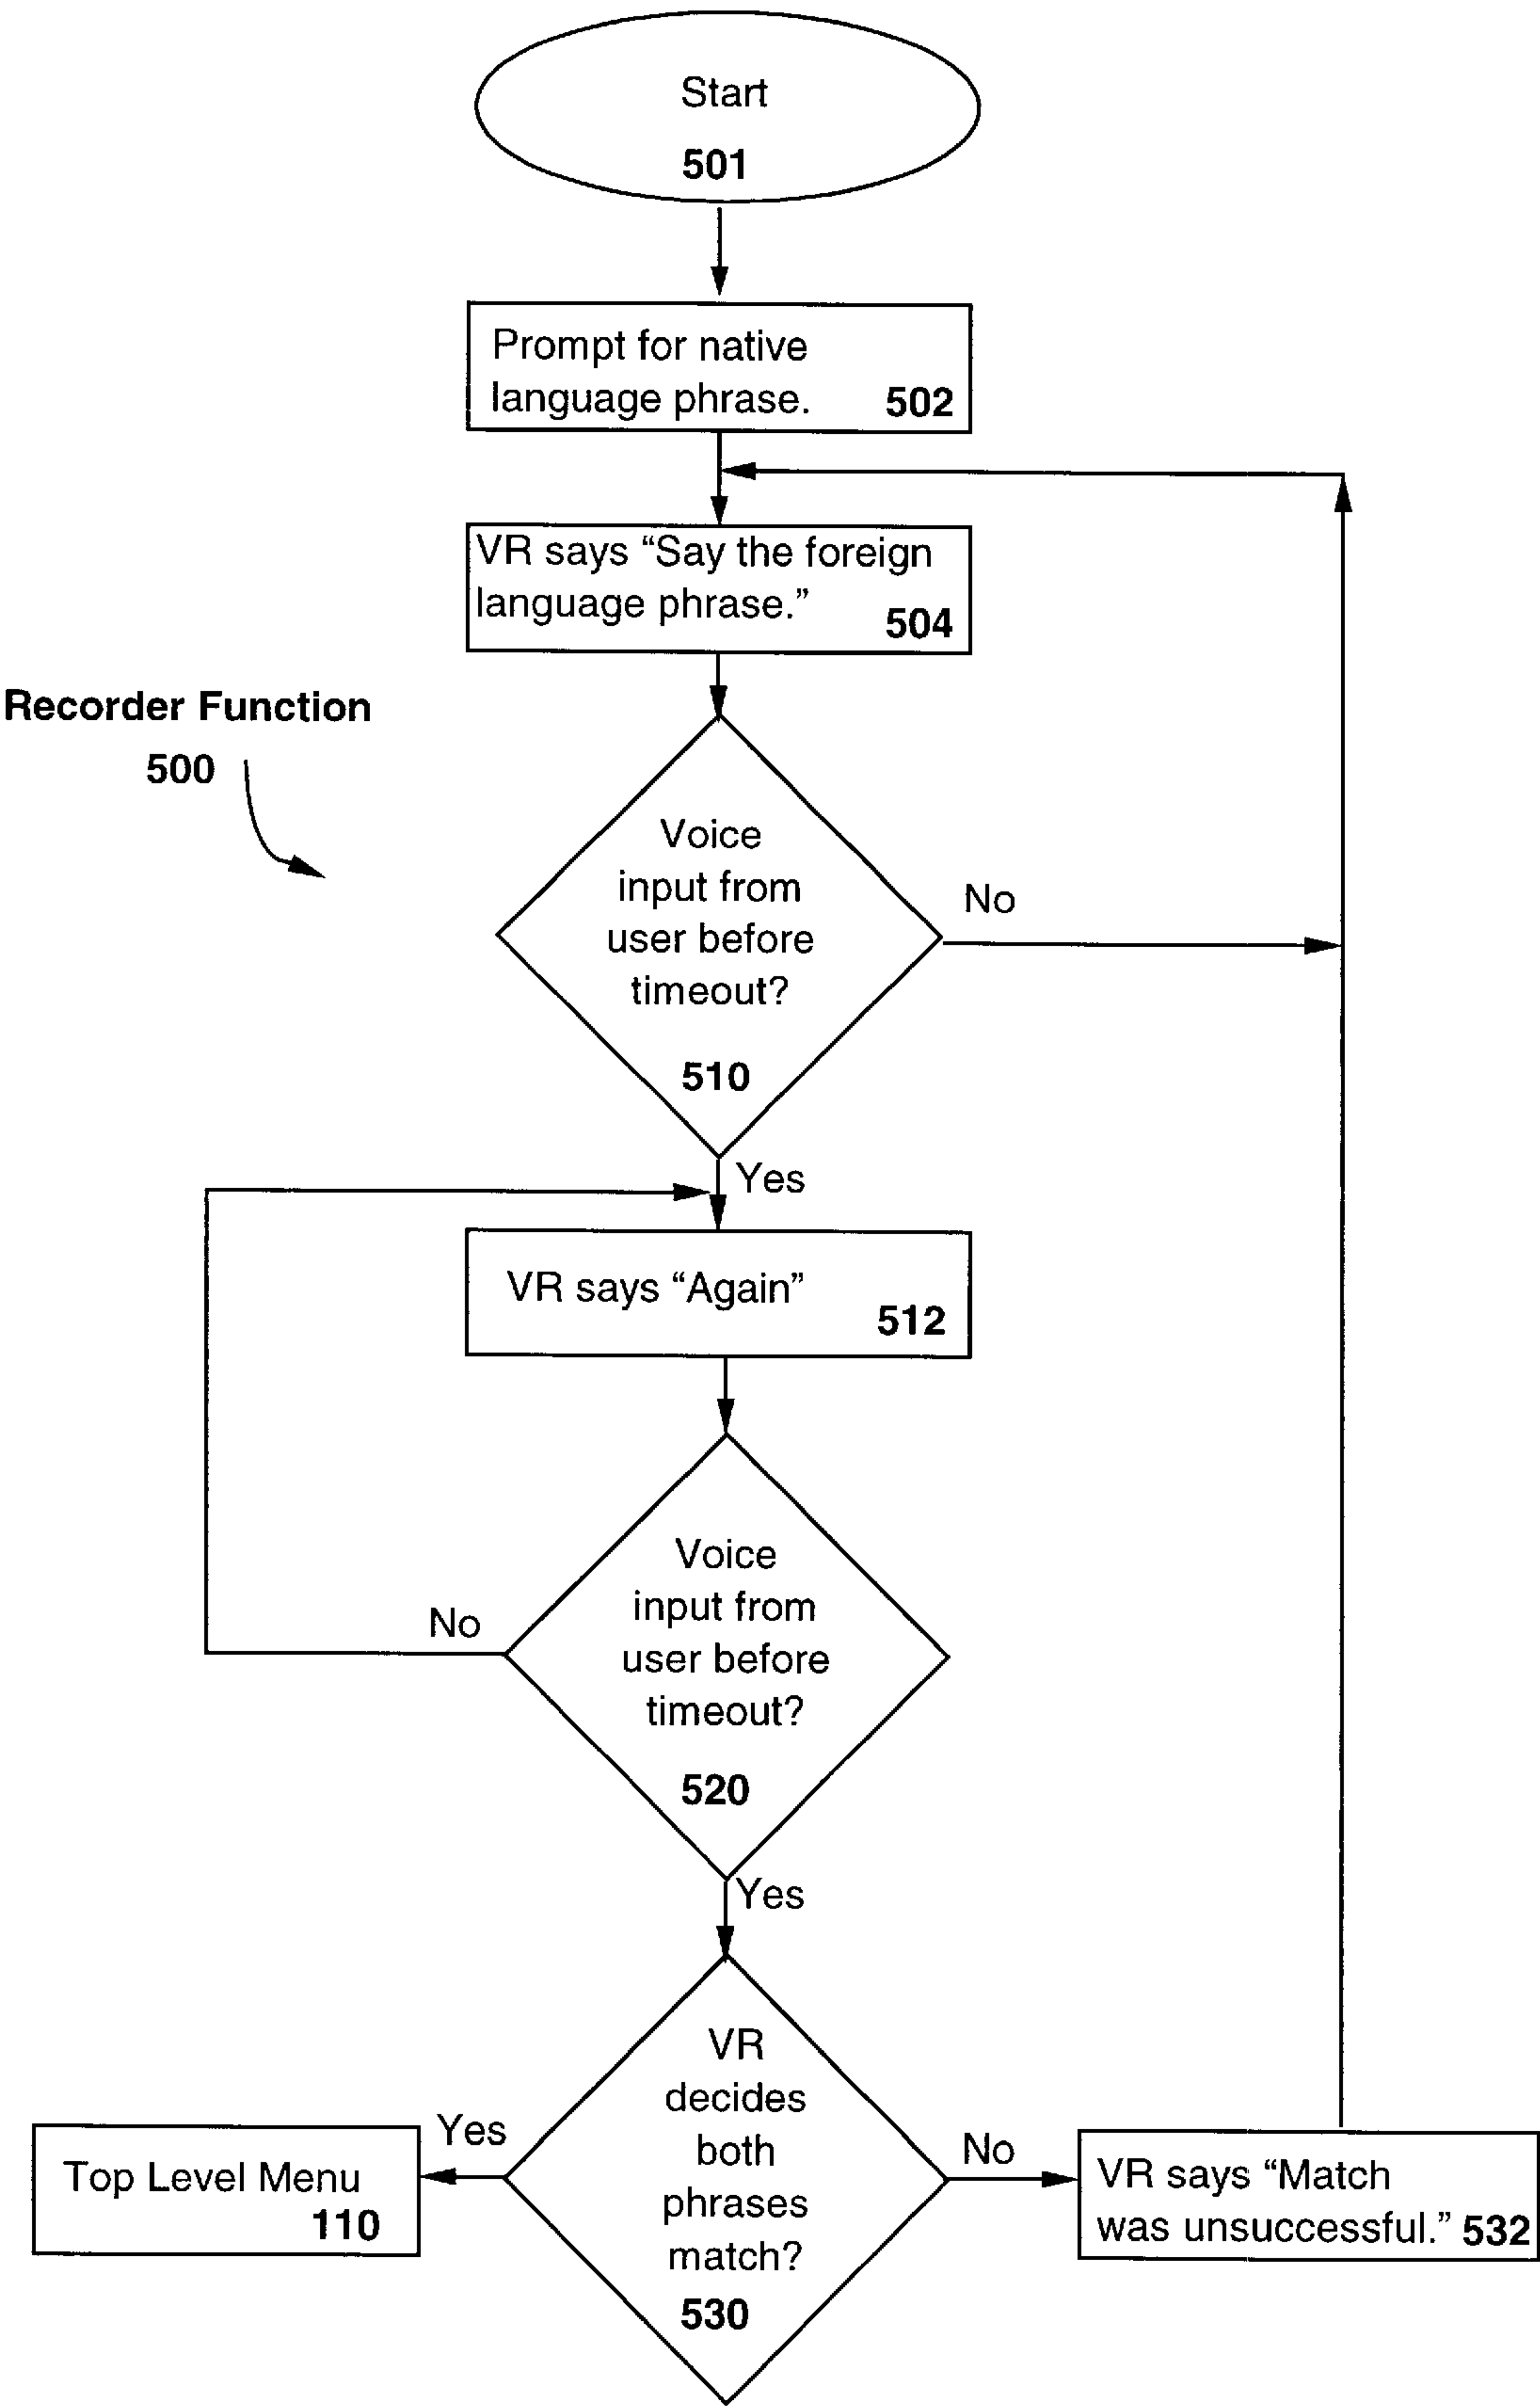 Start
501
Prompt for native
language phrase. 502
VR says “Say the foreign
language phrase.” 504
Recorder Function
500
Voice
input from
user before
timeout?
510
No
Yes
VR says “Again”
512
Voice
input from
user before
timeout?
520
No
Yes
VR
decides
both
phrases
match?
530
Yes
Top Level Menu
110
No
VR says “Match
was unsuccessful.” 532